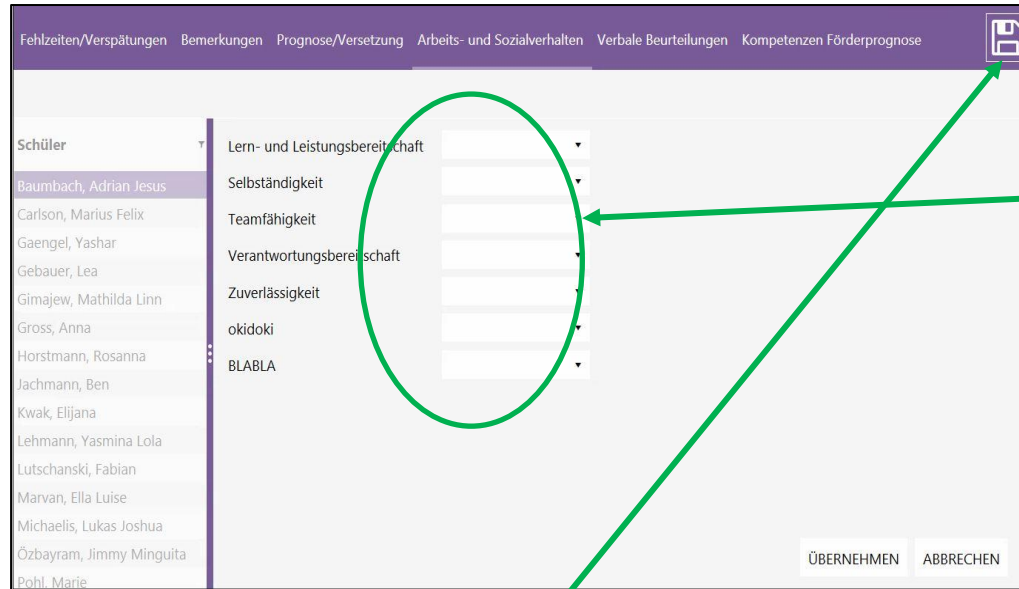 Fehlzeiten/Verspätungen Bemerkungen Prognose/Versetzung Arbeits- und Sozialverhalten Verbale Beurteilungen Kompetenzen Förderprognose
Schüler
Baumbach, Adrian Jesus
Carlson, Marius Felix
Gaengel, Yashar
Gebauer, Lea
Gimajew, Mathilda Linn
Gross, Anna
Horstmann, Rosanna
Jachmann, Ben
Kwak, Elijana
Lehmann, Yasmina Lola
Lutschanski, Fabian
Marvan, Ella Luise
Michaelis, Lukas Joshua
Özbayram, Jimmy Minguita
Pohl, Marie
Lern- und Leistungsbereitschaft
Selbständigkeit
Teamfähigkeit
Verantwortungsbereitschaft
Zuverlässigkeit
okidoki
BLABLA
ÜBERNEHMEN ABBRECHEN